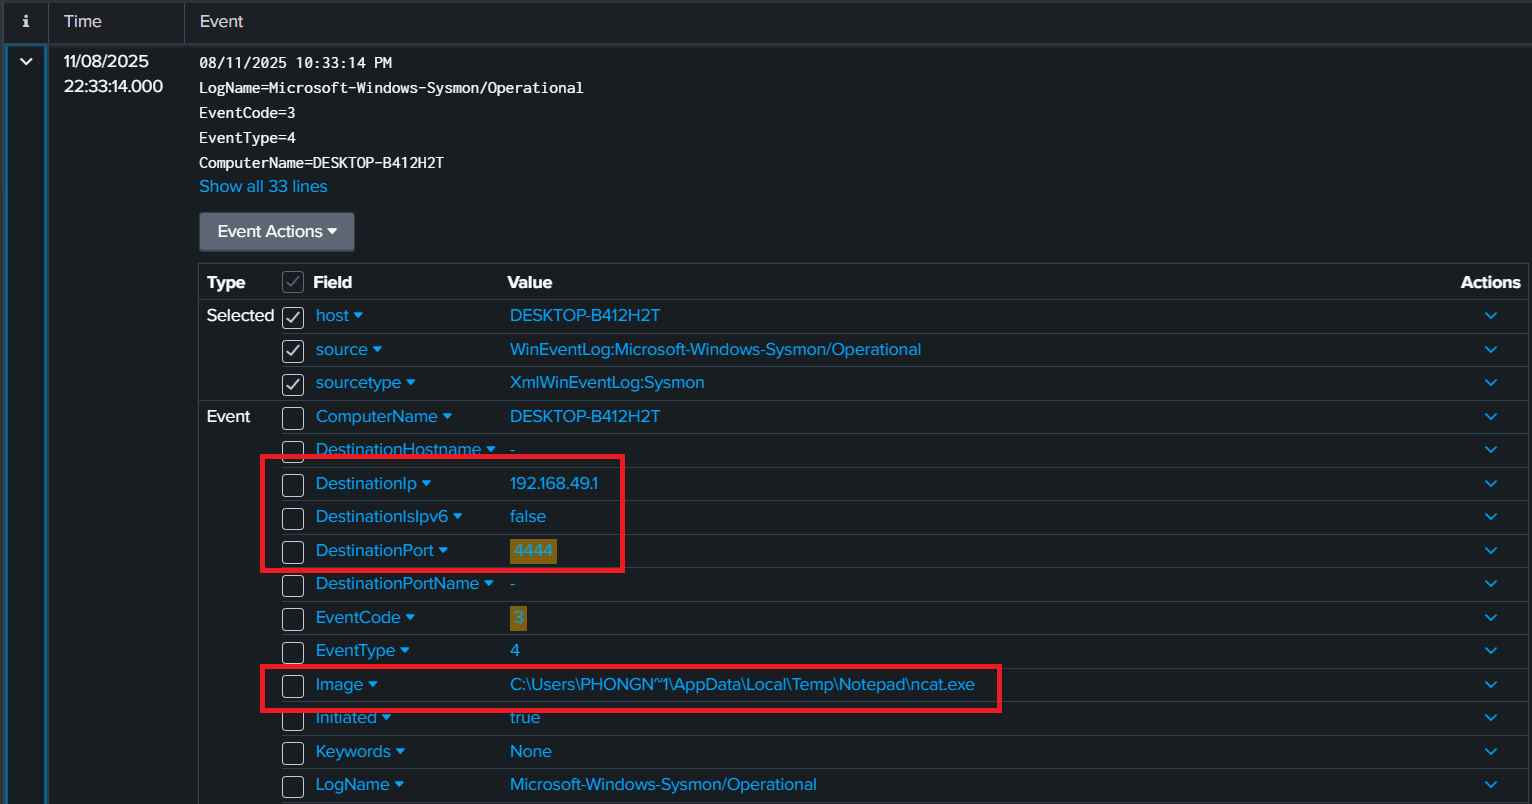 i Time Event
11/08/2025 22:33:14.000
08/11/2025 10:33:14 PM
LogName=Microsoft-Windows-Sysmon/Operational
EventCode=3
EventType=4
ComputerName=DESKTOP-B412H2T
Show all 33 lines
Event Actions
Type Field Value Actions
Selected host DESKTOP-B412H2T
source WinEventLog:Microsoft-Windows-Sysmon/Operational
sourcetype XmlWinEventLog:Sysmon
Event ComputerName DESKTOP-B412H2T
DestinationHostname -
DestinationIp 192.168.49.1
DestinationIsIpv6 false
DestinationPort 4444
DestinationPortName -
EventCode 3
EventType 4
Image C:\Users\PHONGN~1\AppData\Local\Temp\Notepad\ncat.exe
Initiated true
Keywords None
LogName Microsoft-Windows-Sysmon/Operational